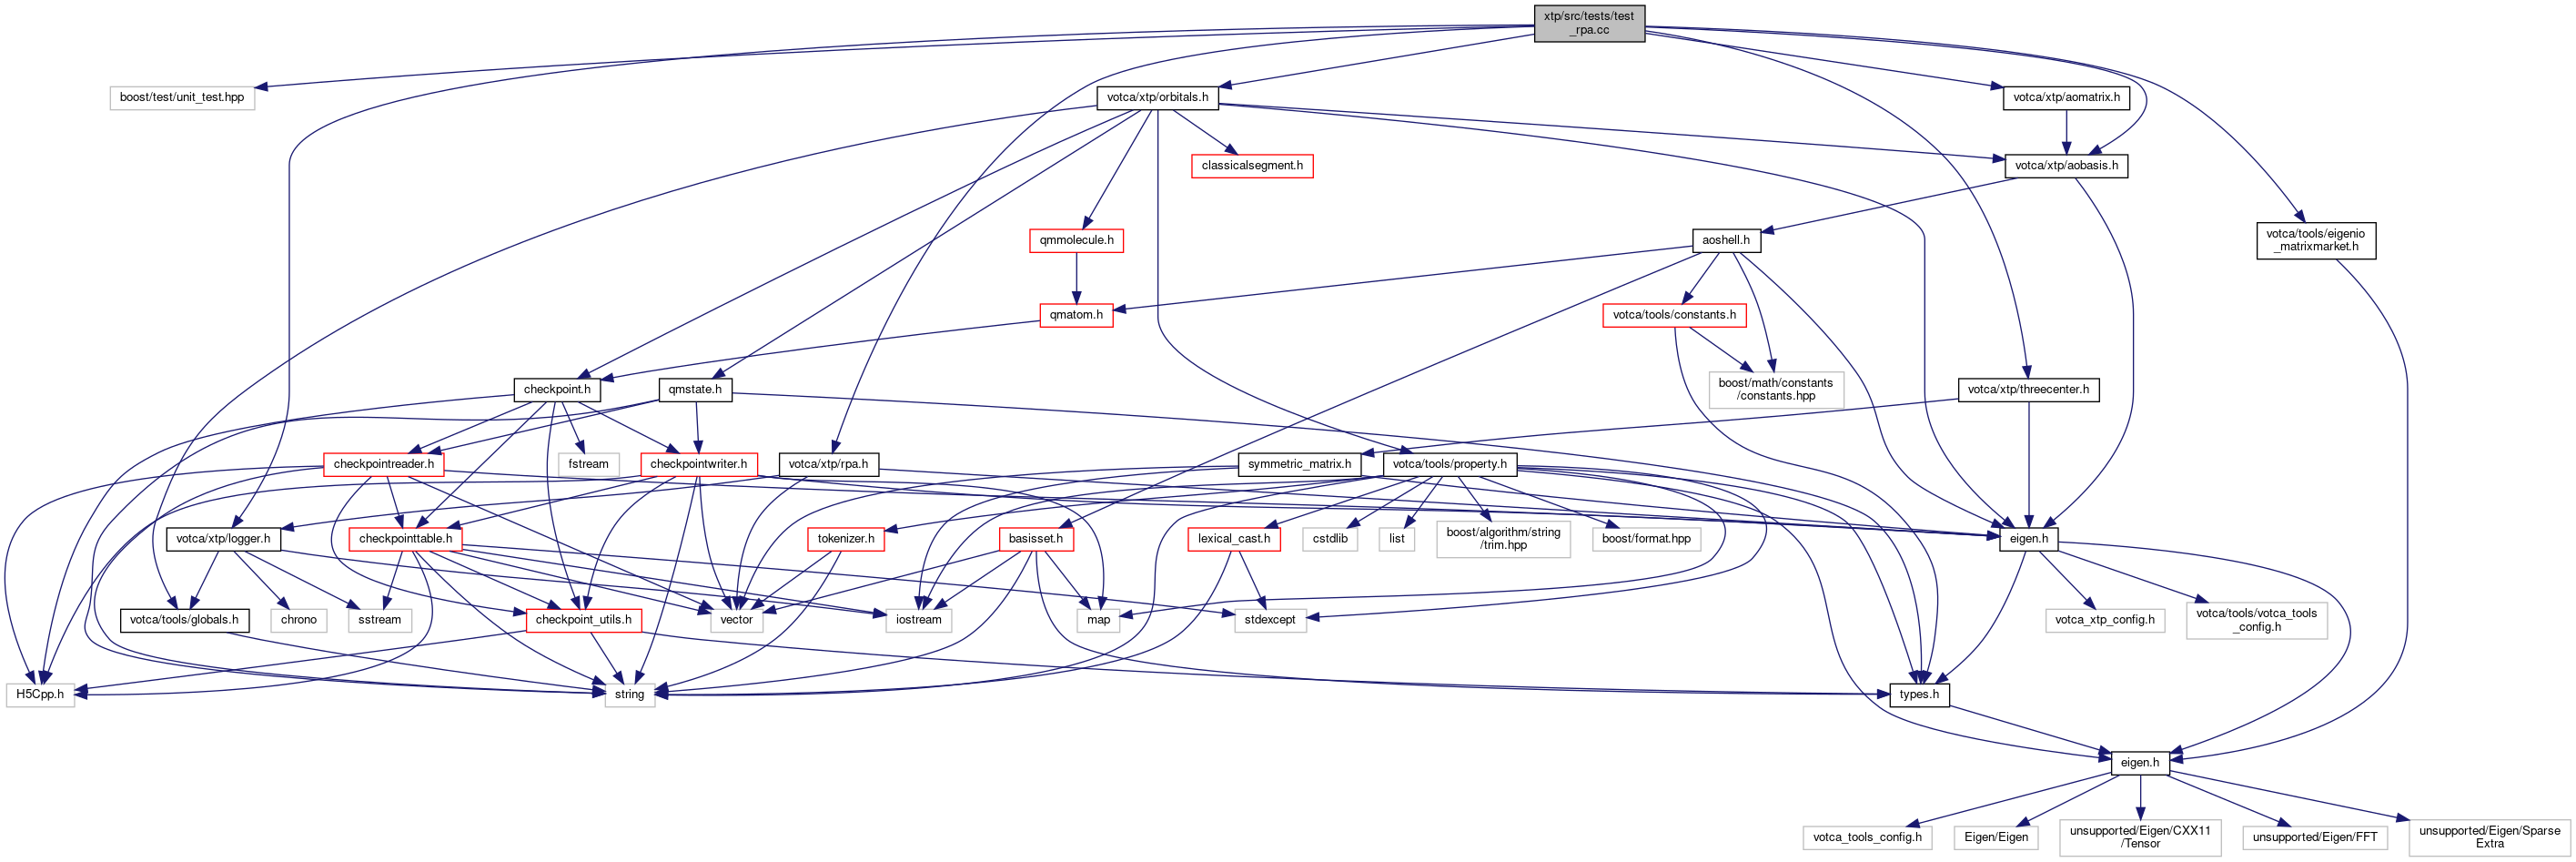 xtp/src/tests/test
_rpa.cc
boost/test/unit_test.hpp
votca/xtp/orbitals.h
votca/xtp/aomatrix.h
classicalsegment.h
votca/xtp/aobasis.h
qmmolecule.h
aoshell.h
votca/tools/eigenio
_matrixmarket.h
qmatom.h
votca/tools/constants.h
checkpoint.h
qmstate.h
boost/math/constants
/constants.hpp
votca/xtp/threecenter.h
checkpointreader.h
fstream
checkpointwriter.h
votca/xtp/rpa.h
symmetric_matrix.h
votca/tools/property.h
votca/xtp/logger.h
checkpointtable.h
tokenizer.h
basisset.h
lexical_cast.h
cstdlib
list
boost/algorithm/string
/trim.hpp
boost/format.hpp
eigen.h
votca/tools/globals.h
chrono
sstream
checkpoint_utils.h
vector
iostream
map
stdexcept
votca_xtp_config.h
votca/tools/votca_tools
_config.h
H5Cpp.h
string
types.h
eigen.h
votca_tools_config.h
Eigen/Eigen
unsupported/Eigen/CXX11
/Tensor
unsupported/Eigen/FFT
unsupported/Eigen/Sparse
Extra